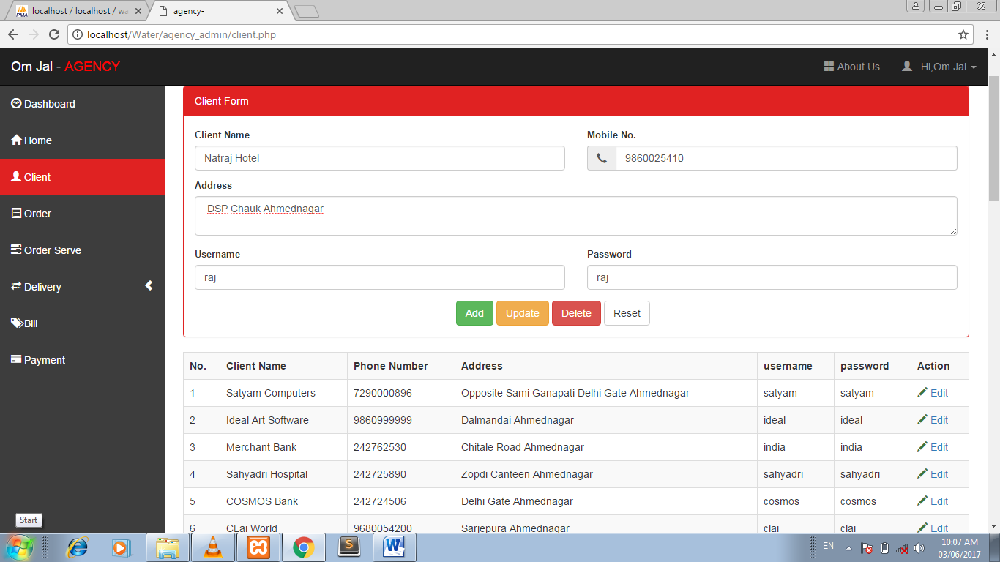 localhost / localhost / wa
agency-
localhost/Water/agency_admin/client.php
Om Jal - AGENCY
About Us
Hi,Om Jal
Dashboard
Home
Client
Order
Order Serve
Delivery
Bill
Payment
Client Form
Client Name
Mobile No.
Natraj Hotel
9860025410
Address
DSP Chauk Ahmednagar
Username
Password
raj
raj
Add Update Delete Reset
No. Client Name Phone Number Address username password Action
1 Satyam Computers 7290000896 Opposite Sami Ganapati Delhi Gate Ahmednagar satyam satyam Edit
2 Ideal Art Software 9860999999 Dalmandai Ahmednagar ideal ideal Edit
3 Merchant Bank 242762530 Chitale Road Ahmednagar india india Edit
4 Sahyadri Hospital 242725890 Zopdi Canteen Ahmednagar sahyadri sahyadri Edit
5 COSMOS Bank 242724506 Delhi Gate Ahmednagar cosmos cosmos Edit
6 CLai World 9680054200 Sarjepura Ahmednagar clai clai Edit
Start
EN
10:07 AM
03/06/2017